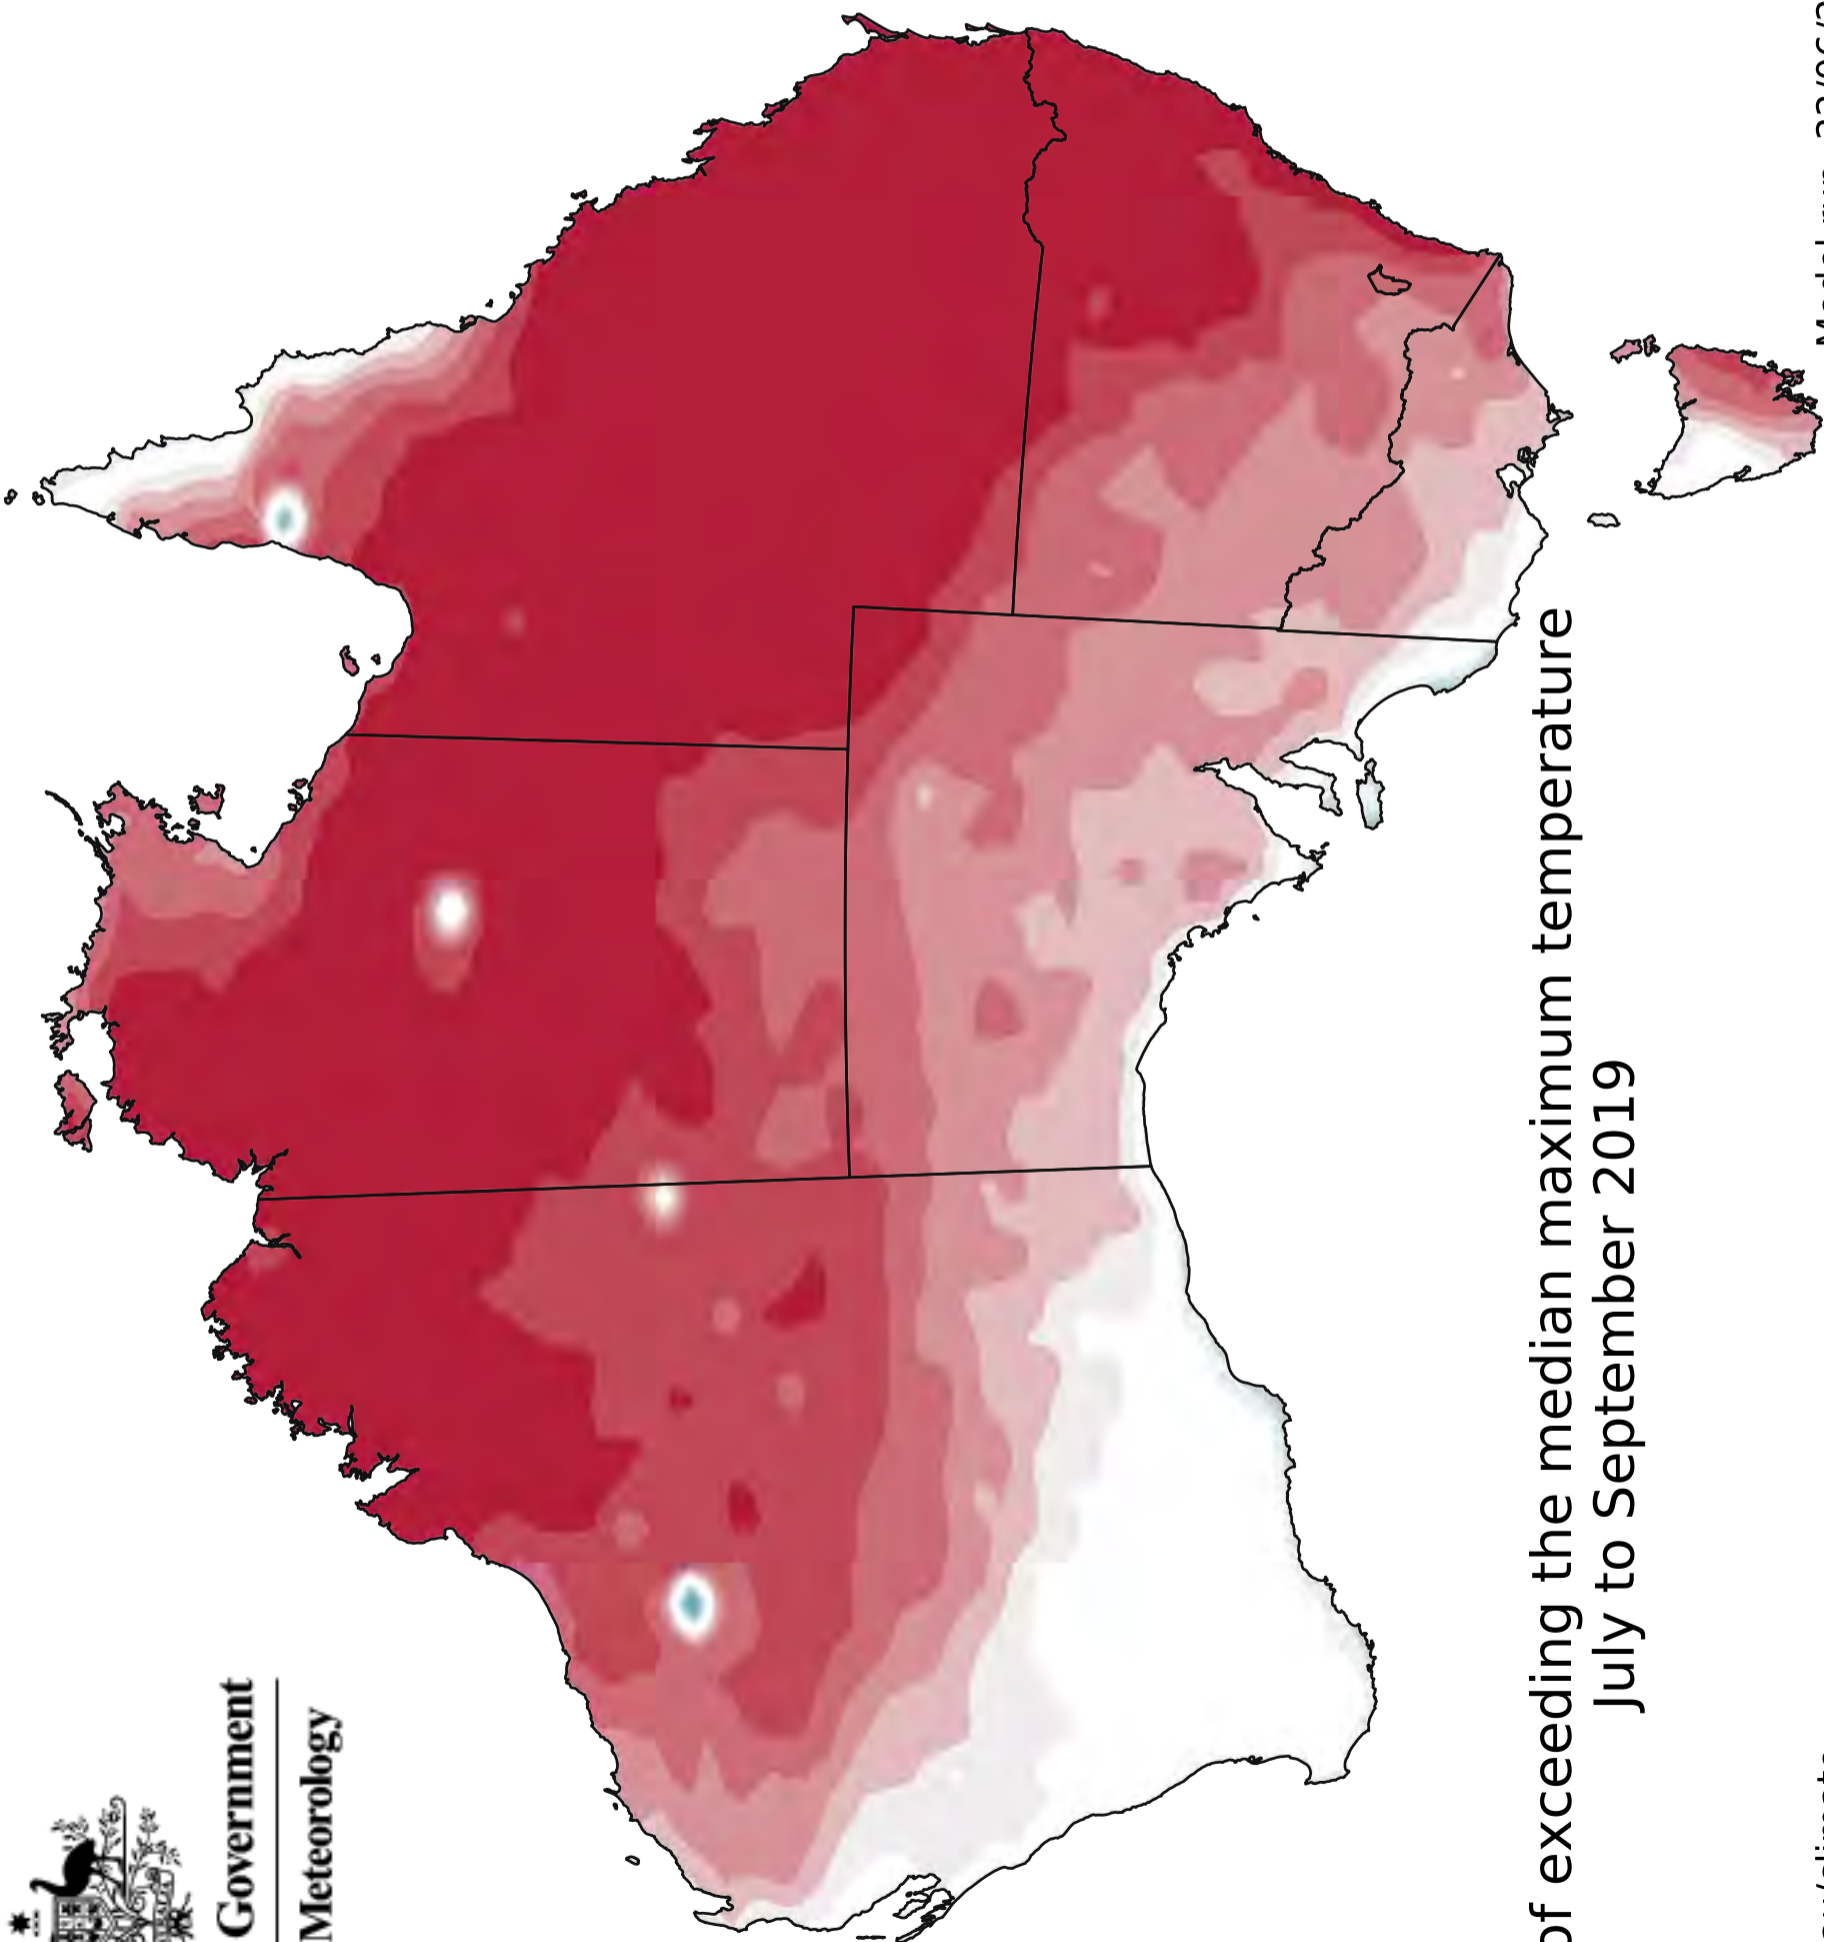 Government
Meteorology
of exceeding the median maximum temperature
July to September 2019